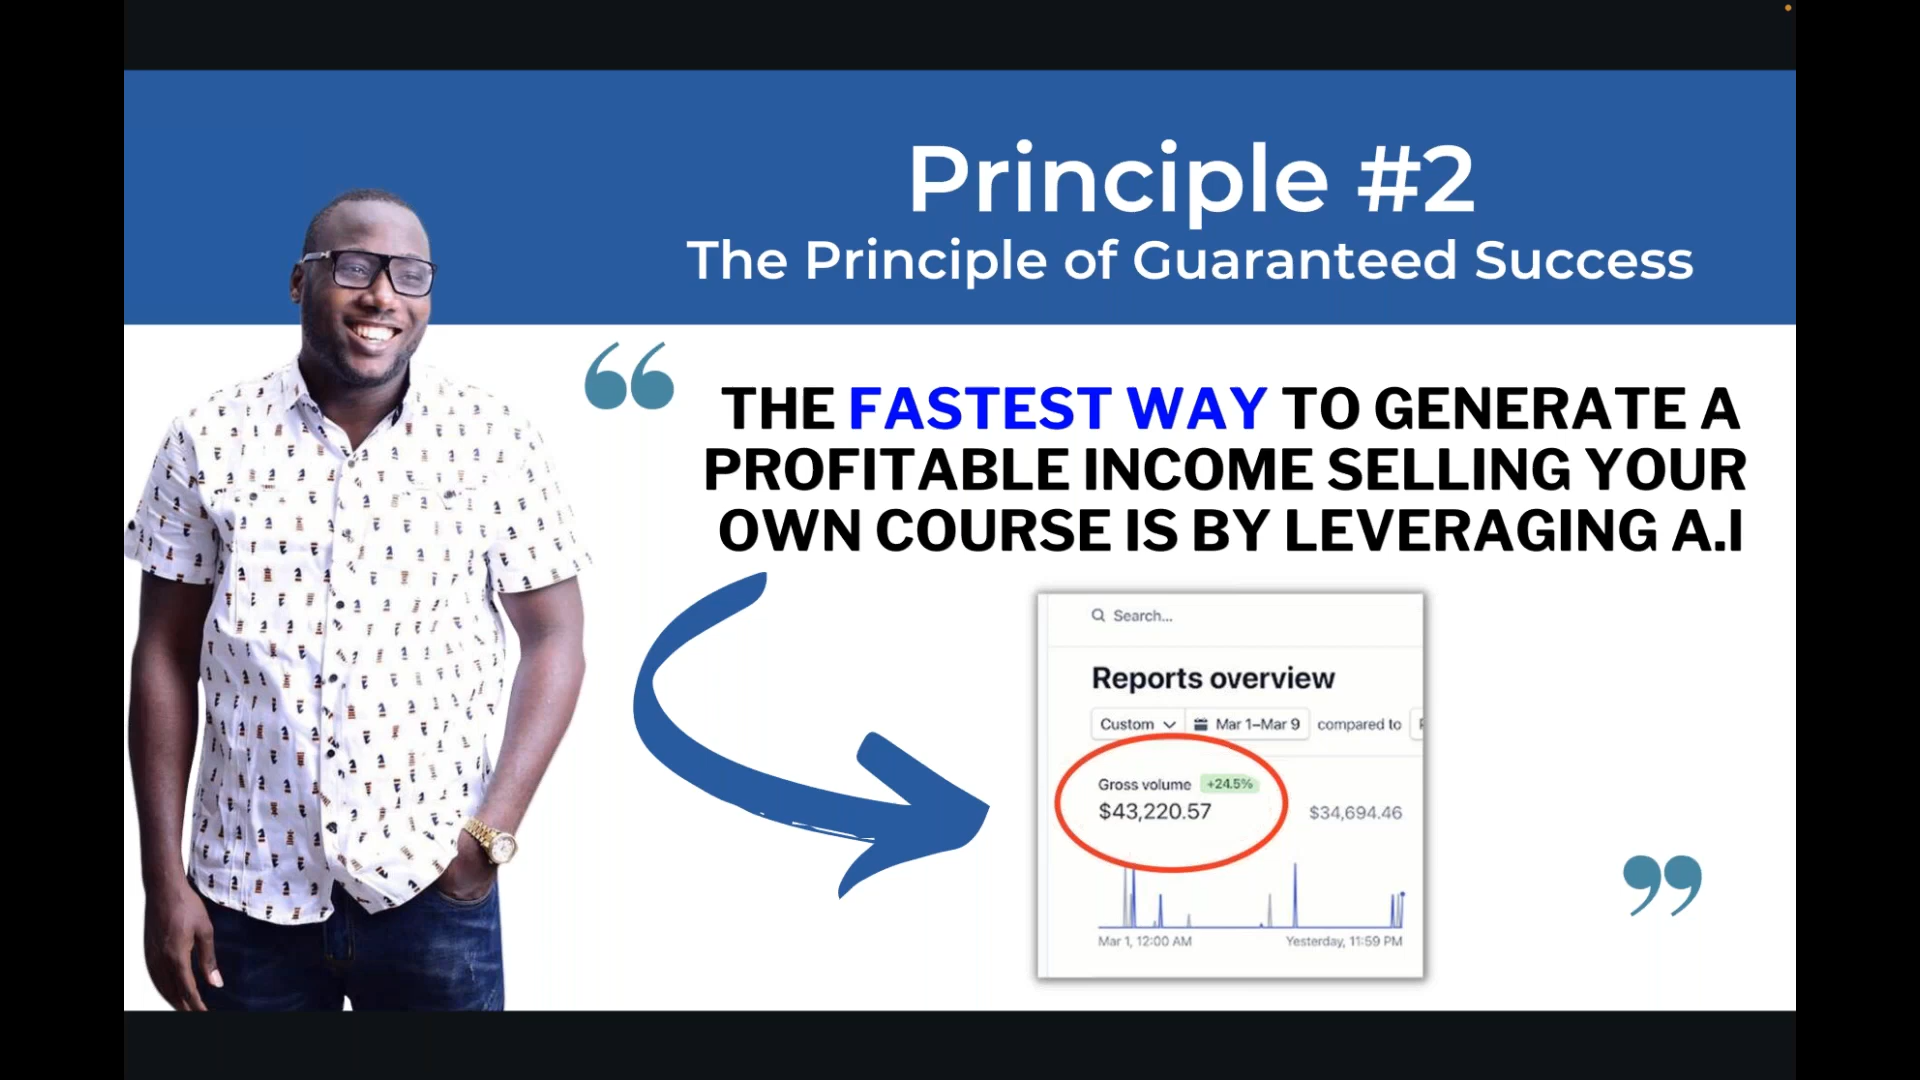 Principle #2
The Principle of Guaranteed Success
“
THE FASTEST WAY TO GENERATE A
PROFITABLE INCOME SELLING YOUR
OWN COURSE IS BY LEVERAGING A.I
Search...
Reports overview
Custom Mar 1–Mar 9 compared to
Gross volume +24.5%
$43,220.57 $34,694.46
Mar 1, 12:00 AM Yesterday, 11:59 PM
”